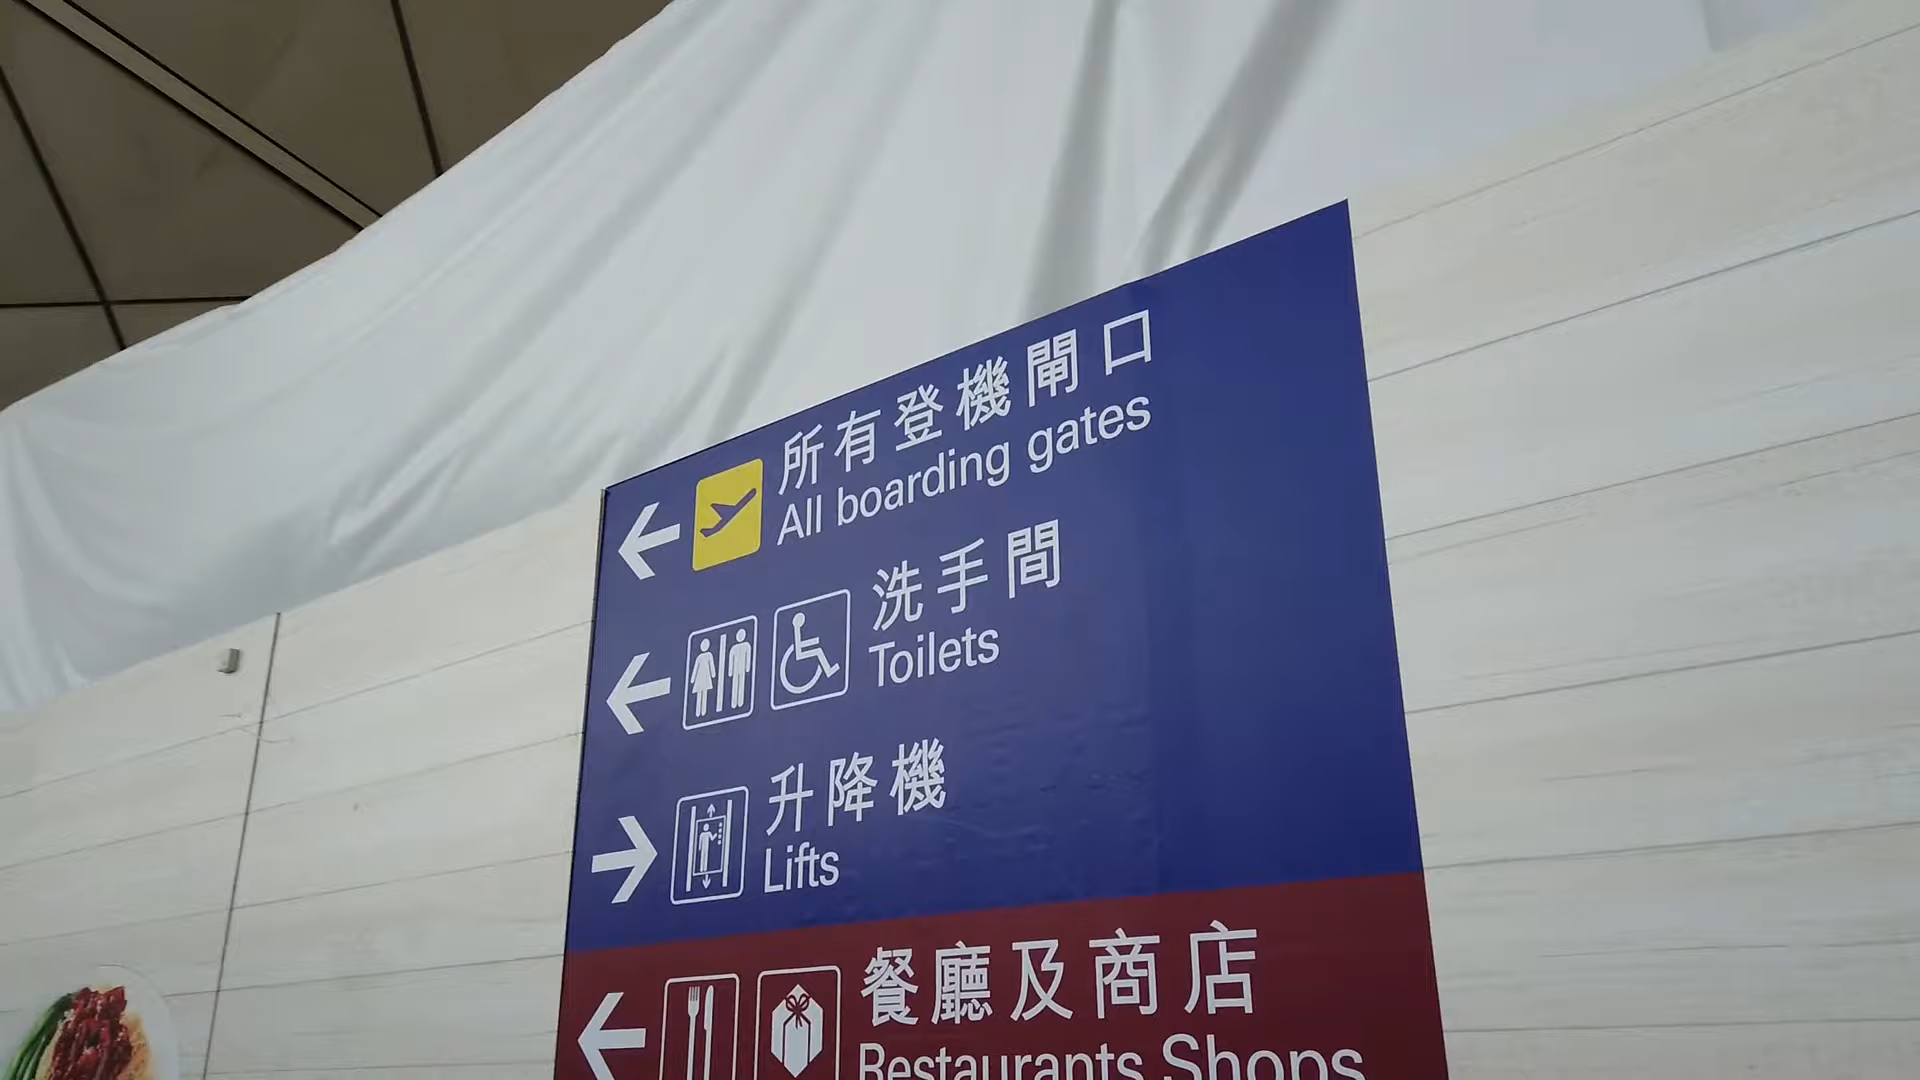 所有登機閘口
All boarding gates
洗手間
Toilets
升降機
Lifts
餐廳及商店
Restaurants Shops